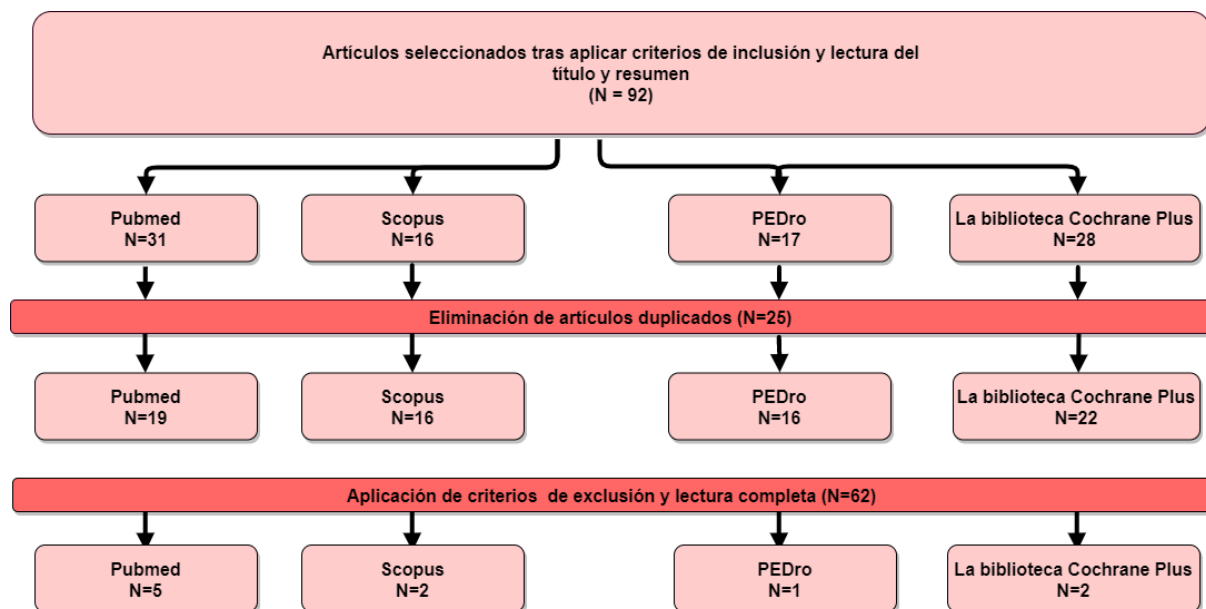 Artículos seleccionados tras aplicar criterios de inclusión y lectura del
título y resumen
(N = 92)
Pubmed
N=31
Scopus
N=16
PEDro
N=17
La biblioteca Cochrane Plus
N=28
Eliminación de artículos duplicados (N=25)
Pubmed
N=19
Scopus
N=16
PEDro
N=16
La biblioteca Cochrane Plus
N=22
Aplicación de criterios de exclusión y lectura completa (N=62)
Pubmed
N=5
Scopus
N=2
PEDro
N=1
La biblioteca Cochrane Plus
N=2